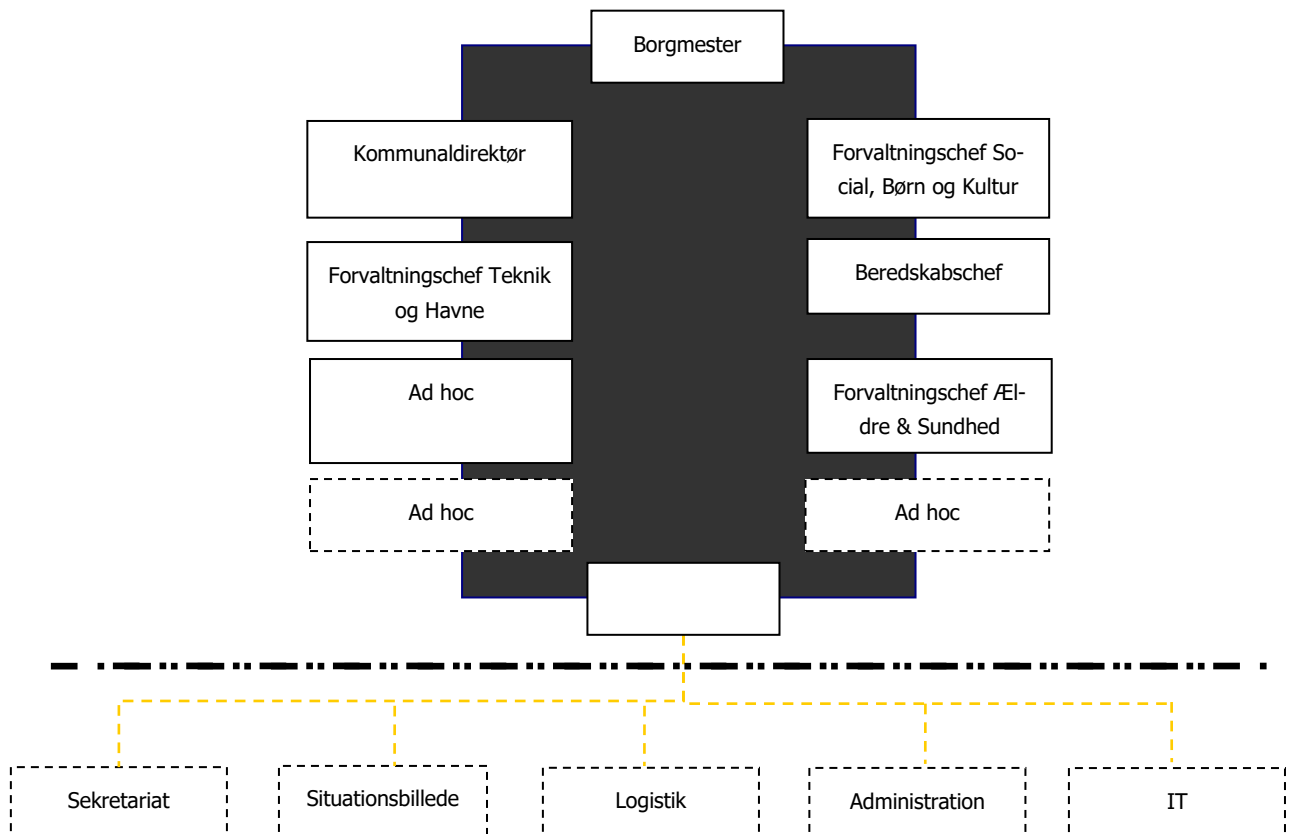 Borgmester
Kommunaldirektør
Forvaltningschef So-
cial, Børn og Kultur
Forvaltningschef Teknik
og Havne
Beredskabschef
Ad hoc
Forvaltningschef Æl-
dre & Sundhed
Ad hoc
Ad hoc
Sekretariat
Situationsbillede
Logistik
Administration
IT